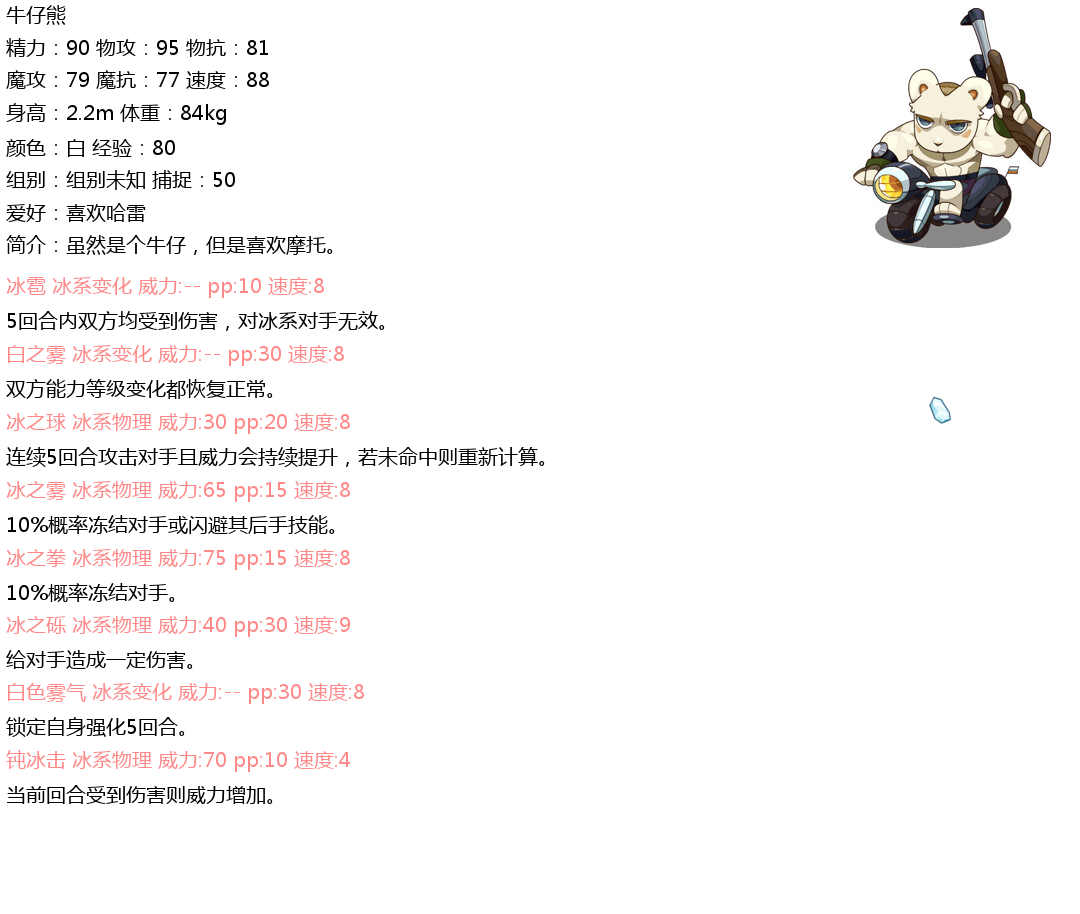 牛仔熊
精力：90 物攻：95 物抗：81
魔攻：79 魔抗：77 速度：88
身高：2.2m 体重：84kg
颜色：白 经验：80
组别：组别未知 捕捉：50
爱好：喜欢哈雷
简介：虽然是个牛仔，但是喜欢摩托。
冰雹 冰系变化 威力:-- pp:10 速度:8
5回合内双方均受到伤害，对冰系对手无效。
白之雾 冰系变化 威力:-- pp:30 速度:8
双方能力等级变化都恢复正常。
冰之球 冰系物理 威力:30 pp:20 速度:8
连续5回合攻击对手且威力会持续提升，若未命中则重新计算。
冰之雾 冰系物理 威力:65 pp:15 速度:8
10%概率冻结对手或闪避其后手技能。
冰之拳 冰系物理 威力:75 pp:15 速度:8
10%概率冻结对手。
冰之砾 冰系物理 威力:40 pp:30 速度:9
给对手造成一定伤害。
白色雾气 冰系变化 威力:-- pp:30 速度:8
锁定自身强化5回合。
钝冰击 冰系物理 威力:70 pp:10 速度:4
当前回合受到伤害则威力增加。